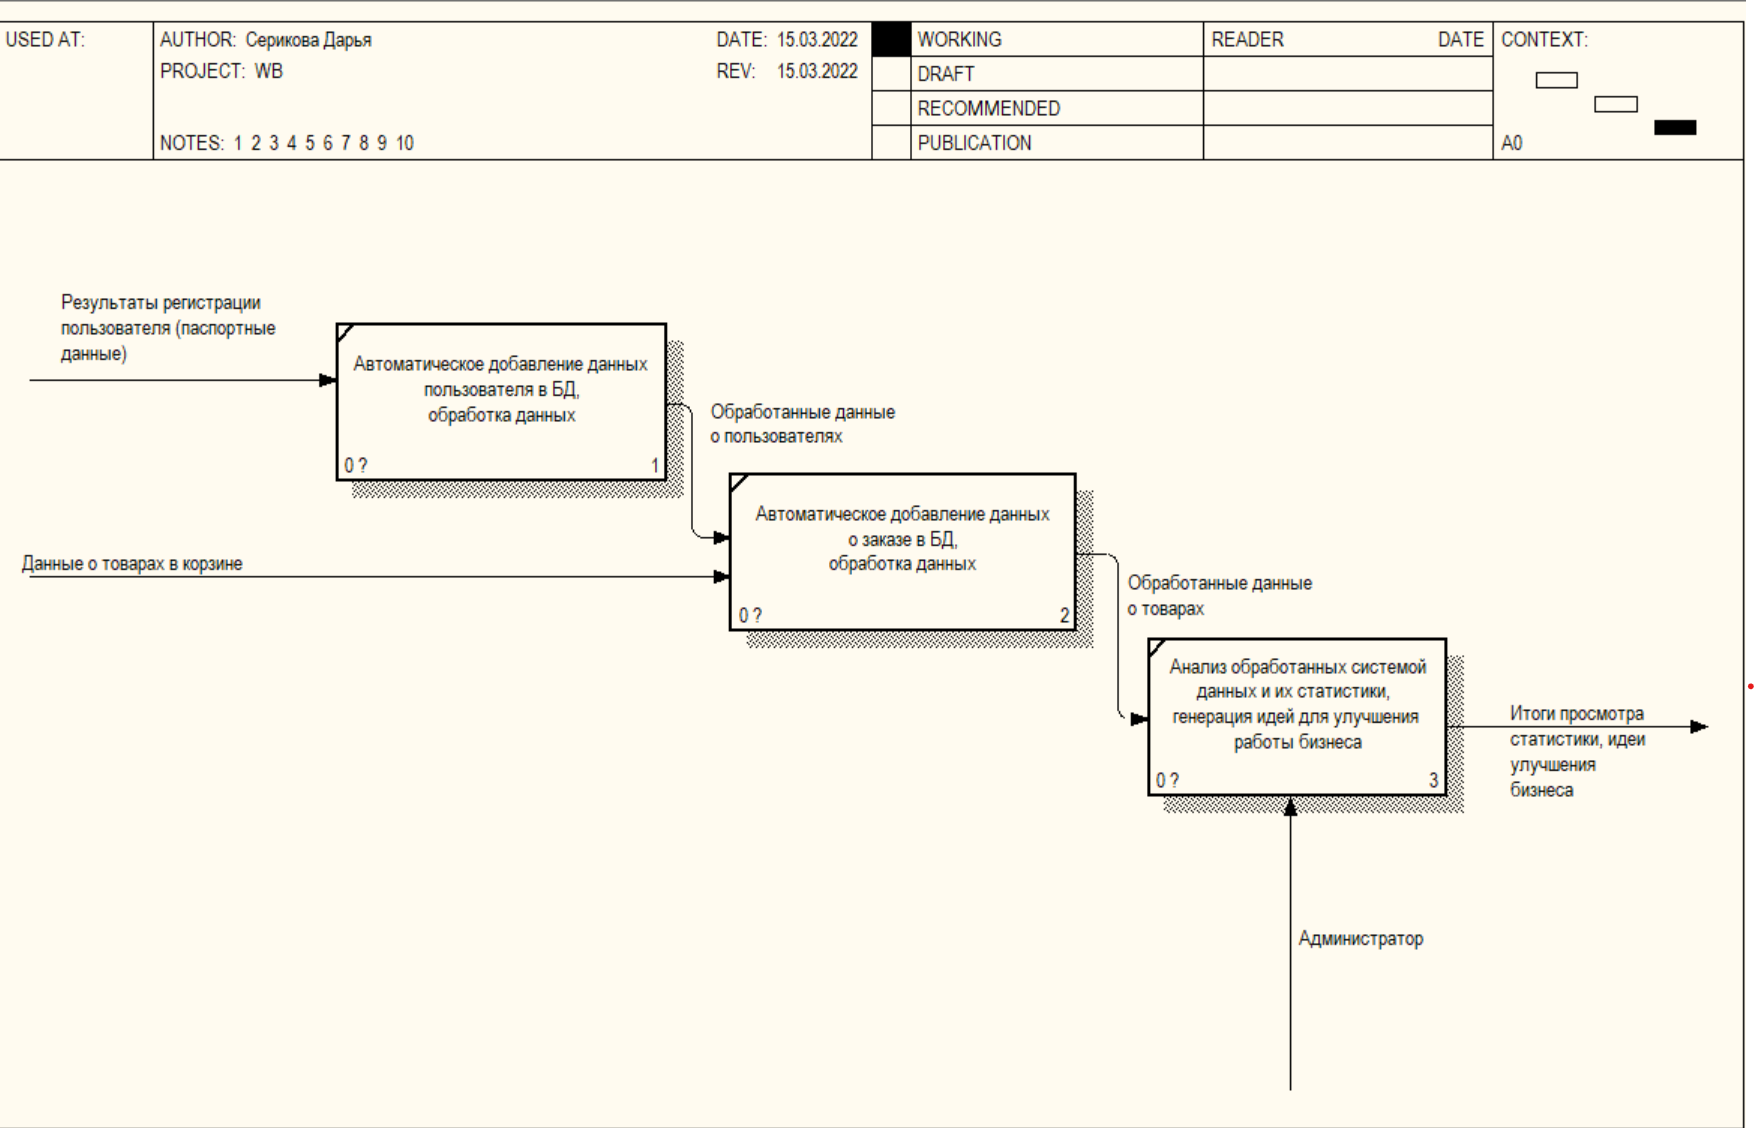 USED AT:
AUTHOR: Серикова Дарья
DATE: 15.03.2022
PROJECT: WB
REV: 15.03.2022
NOTES: 1 2 3 4 5 6 7 8 9 10
WORKING
DRAFT
RECOMMENDED
PUBLICATION
READER DATE
CONTEXT:
A0
Результаты регистрации
пользователя (паспортные
данные)
Автоматическое добавление данных
пользователя в БД,
обработка данных
0 ? 1
Обработанные данные
о пользователях
Данные о товарах в корзине
Автоматическое добавление данных
о заказе в БД,
обработка данных
0 ? 2
Обработанные данные
о товарах
Анализ обработанных системой
данных и их статистики,
генерация идей для улучшения
работы бизнеса
0 ? 3
Итоги просмотра
статистики, идеи
улучшения
бизнеса
Администратор